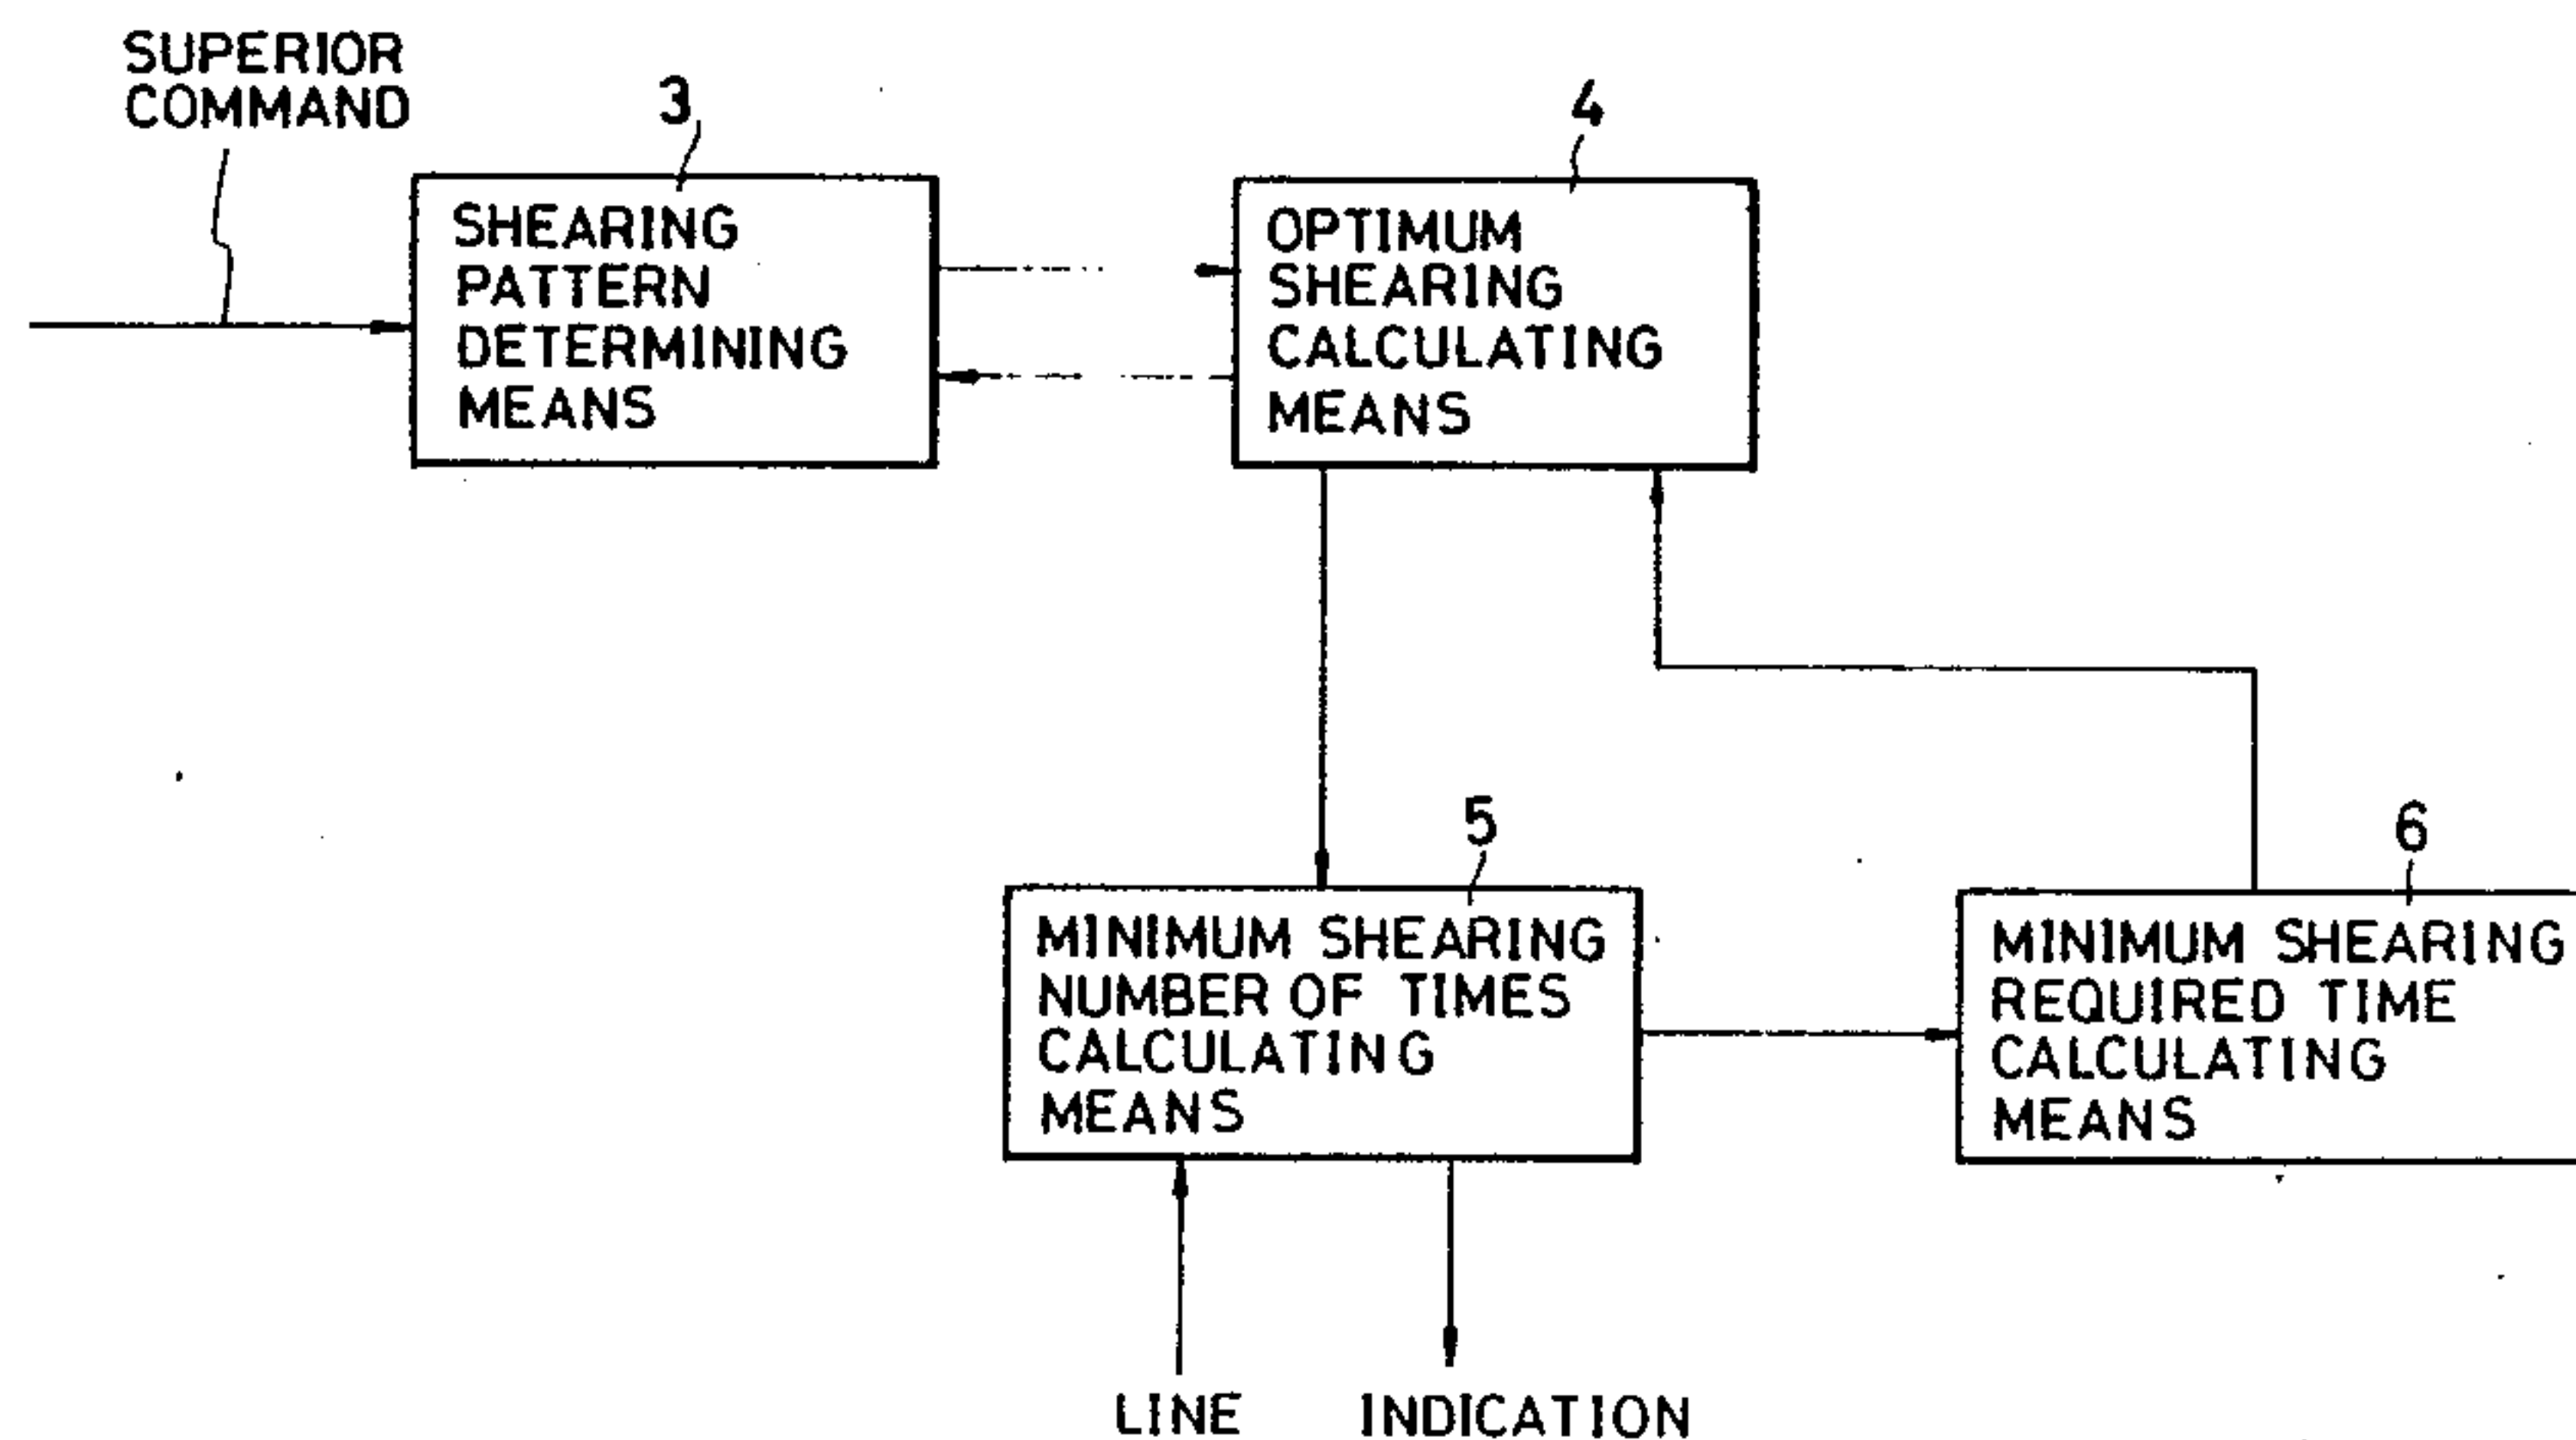 SUPERIOR
COMMAND
3
4
SHEARING
PATTERN
DETERMINING
MEANS
OPTIMUM
SHEARING
CALCULATING
MEANS
5
6
MINIMUM SHEARING
NUMBER OF TIMES
CALCULATING
MEANS
MINIMUM SHEARING
REQUIRED TIME
CALCULATING
MEANS
LINE
INDICATION